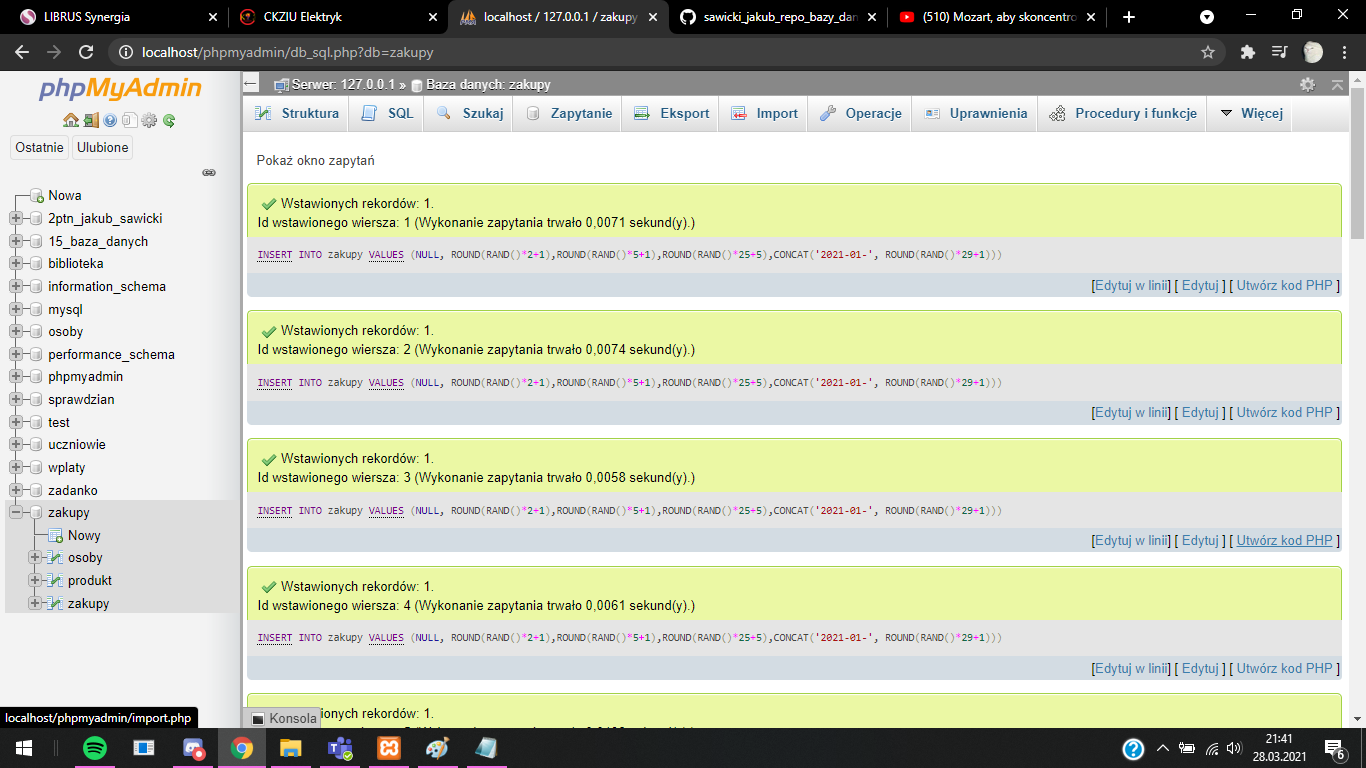 LIBRUS Synergia
CKZIU Elektryk
localhost / 127.0.0.1 / zakupy
sawicki_jakub_repo_bazy_dan
(510) Mozart, aby skoncentro
localhost/phpmyadmin/db_sql.php?db=zakupy
phpMyAdmin
Ostatnie Ulubione
Nowa
2ptn_jakub_sawicki
15_baza_danych
biblioteka
information_schema
mysql
osoby
performance_schema
phpmyadmin
sprawdzian
test
uczniowie
wplaty
zadanko
zakupy
Nowy
osoby
produkt
zakupy
localhost/phpmyadmin/import.php
Serwer: 127.0.0.1 » Baza danych: zakupy
Struktura SQL Szukaj Zapytanie Eksport Import Operacje Uprawnienia Procedury i funkcje Więcej
Pokaż okno zapytań
Wstawionych rekordów: 1.
Id wstawionego wiersza: 1 (Wykonanie zapytania trwało 0,0071 sekund(y).)
INSERT INTO zakupy VALUES (NULL, ROUND(RAND()*2+1),ROUND(RAND()*5+1),ROUND(RAND()*25+5),CONCAT('2021-01-', ROUND(RAND()*29+1)))
[Edytuj w linii] [ Edytuj ] [ Utwórz kod PHP ]
Wstawionych rekordów: 1.
Id wstawionego wiersza: 2 (Wykonanie zapytania trwało 0,0074 sekund(y).)
INSERT INTO zakupy VALUES (NULL, ROUND(RAND()*2+1),ROUND(RAND()*5+1),ROUND(RAND()*25+5),CONCAT('2021-01-', ROUND(RAND()*29+1)))
[Edytuj w linii] [ Edytuj ] [ Utwórz kod PHP ]
Wstawionych rekordów: 1.
Id wstawionego wiersza: 3 (Wykonanie zapytania trwało 0,0058 sekund(y).)
INSERT INTO zakupy VALUES (NULL, ROUND(RAND()*2+1),ROUND(RAND()*5+1),ROUND(RAND()*25+5),CONCAT('2021-01-', ROUND(RAND()*29+1)))
[Edytuj w linii] [ Edytuj ] [ Utwórz kod PHP ]
Wstawionych rekordów: 1.
Id wstawionego wiersza: 4 (Wykonanie zapytania trwało 0,0061 sekund(y).)
INSERT INTO zakupy VALUES (NULL, ROUND(RAND()*2+1),ROUND(RAND()*5+1),ROUND(RAND()*25+5),CONCAT('2021-01-', ROUND(RAND()*29+1)))
[Edytuj w linii] [ Edytuj ] [ Utwórz kod PHP ]
ionych rekordów: 1.
Konsola
21:41
28.03.2021
6